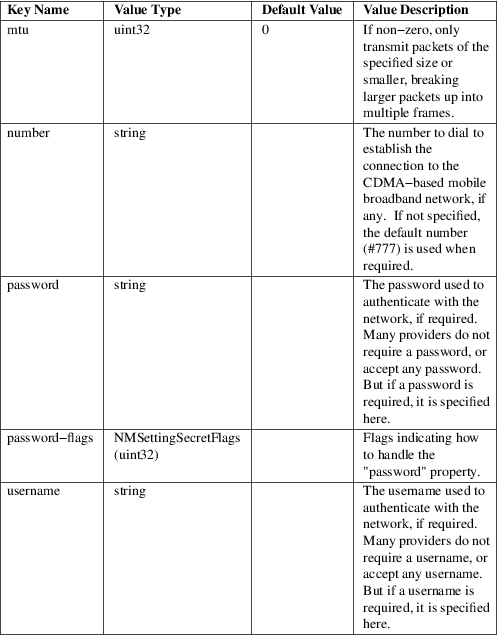 Key Name Value Type Default Value Value Description
mtu uint32 0 If non−zero, only
transmit packets of the
specified size or
smaller, breaking
larger packets up into
multiple frames.
number string The number to dial to
establish the
connection to the
CDMA−based mobile
broadband network, if
any. If not specified,
the default number
(#777) is used when
required.
password string The password used to
authenticate with the
network, if required.
Many providers do not
require a password, or
accept any password.
But if a password is
required, it is specified
here.
password−flags NMSettingSecretFlags Flags indicating how
(uint32) to handle the
"password" property.
username string The username used to
authenticate with the
network, if required.
Many providers do not
require a username, or
accept any username.
But if a username is
required, it is specified
here.